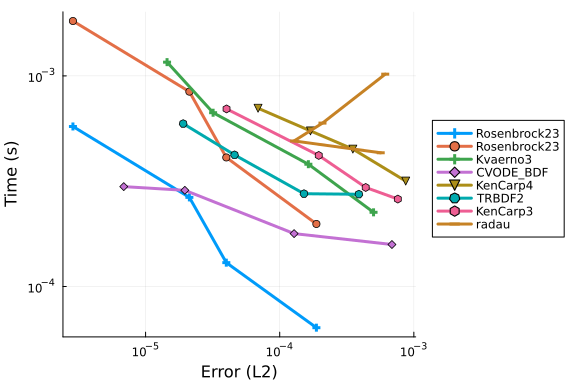 Time (s)
10⁻³
10⁻⁴
10⁻⁵
10⁻⁴
10⁻³
Error (L2)
Rosenbrock23
Rosenbrock23
Kvaerno3
CVODE_BDF
KenCarp4
TRBDF2
KenCarp3
radau